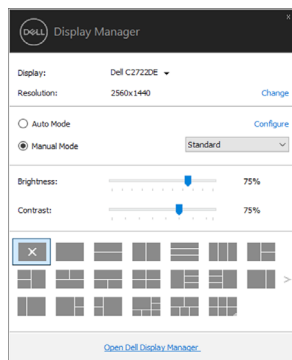 x
DELL Display Manager
Display: Dell C2722DE
Resolution: 2560x1440 Change
Auto Mode Configure
Manual Mode Standard
Brightness: 75%
Contrast: 75%
Open Dell Display Manager